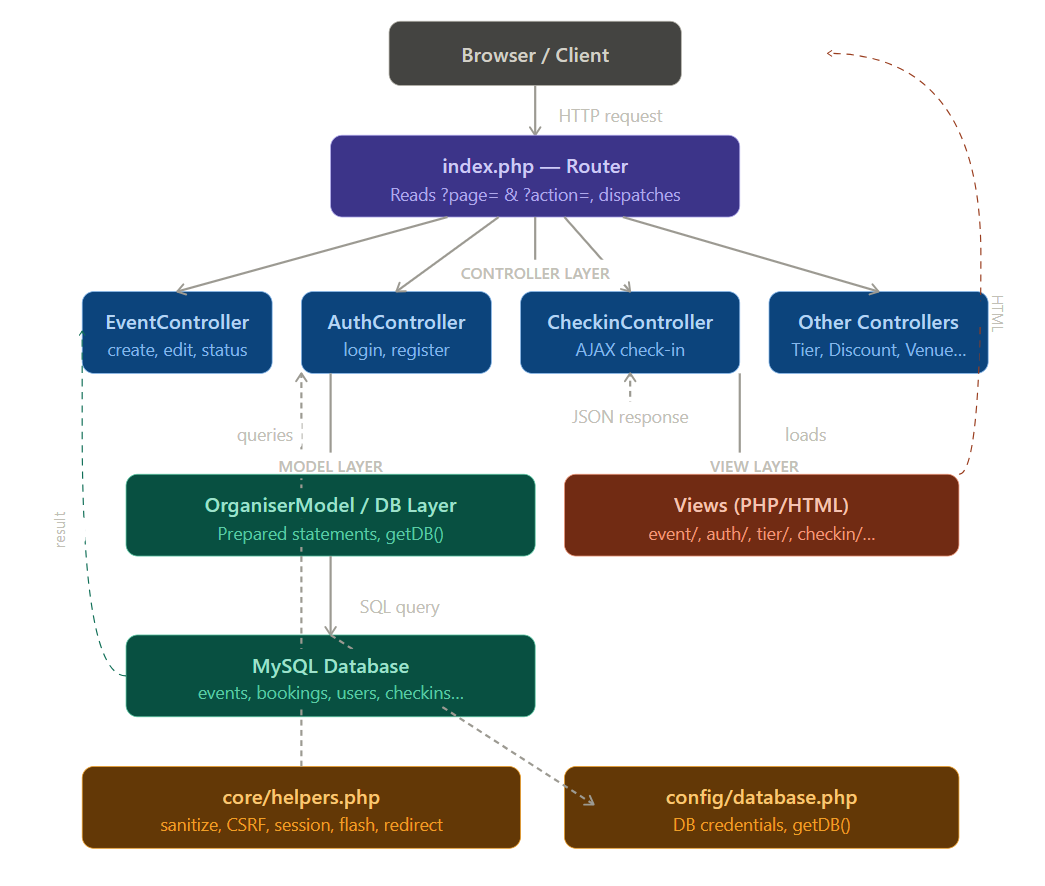 Browser / Client
HTTP request
index.php — Router
Reads ?page= & ?action=, dispatches
CONTROLLER LAYER
EventController
create, edit, status
AuthController
login, register
CheckinController
AJAX check-in
Other Controllers
Tier, Discount, Venue...
HTML
queries
JSON response
loads
MODEL LAYER
VIEW LAYER
OrganiserModel / DB Layer
Prepared statements, getDB()
Views (PHP/HTML)
event/, auth/, tier/, checkin/...
result
SQL query
MySQL Database
events, bookings, users, checkins...
core/helpers.php
sanitize, CSRF, session, flash, redirect
config/database.php
DB credentials, getDB()